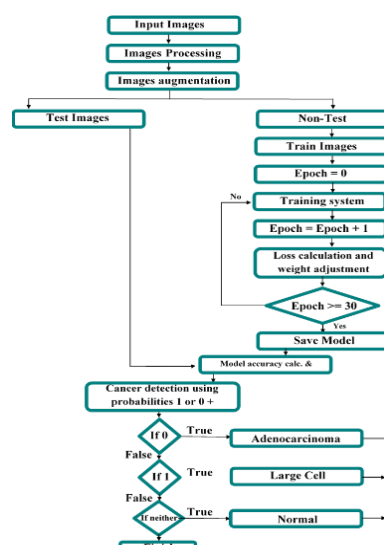 Input Images
Images Processing
Images augmentation
Test Images
Non-Test
Train Images
Epoch = 0
No
Training system
Epoch = Epoch + 1
Loss calculation and
weight adjustment
Epoch >= 30
Yes
Save Model
Model accuracy calc. &
Cancer detection using
probabilities 1 or 0 +
If 0
True
Adenocarcinoma
False
If 1
True
Large Cell
False
If neither
True
Normal